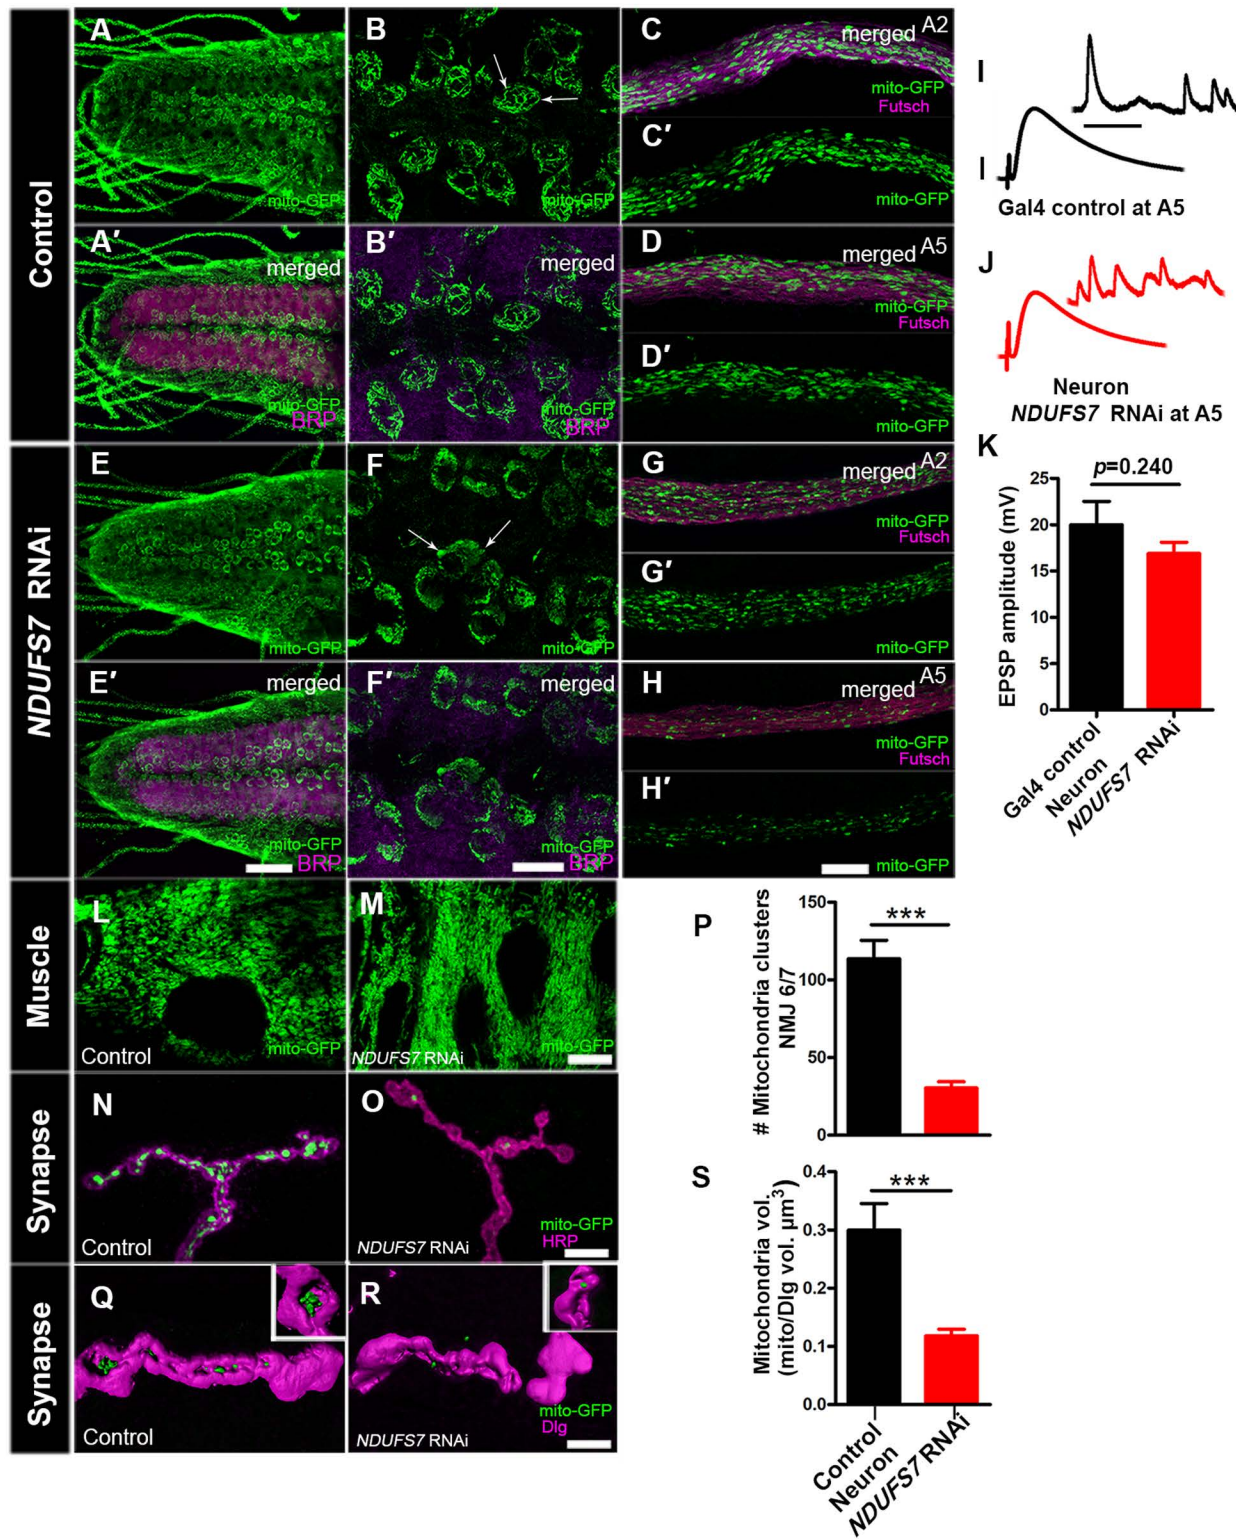 Control
NDUFS7 RNAi
Muscle
Synapse
Synapse
A
mito-GFP
B
mito-GFP
C
merged A2
mito-GFP
Futsch
C′
mito-GFP
A′
merged
mito-GFP
BRP
B′
merged
mito-GFP
BRP
D
merged A5
mito-GFP
Futsch
D′
mito-GFP
E
mito-GFP
F
mito-GFP
G
merged A2
mito-GFP
Futsch
G′
mito-GFP
E′
merged
mito-GFP
BRP
F′
merged
mito-GFP
BRP
H
merged A5
mito-GFP
Futsch
H′
mito-GFP
I
Gal4 control at A5
J
Neuron
NDUFS7 RNAi at A5
K
p=0.240
EPSP amplitude (mV)
25
20
15
10
5
0
Gal4 control
Neuron
NDUFS7 RNAi
L
Control
mito-GFP
M
NDUFS7 RNAi
mito-GFP
N
Control
O
mito-GFP
HRP
NDUFS7 RNAi
P
***
# Mitochondria clusters
NMJ 6/7
150
100
50
0
Q
Control
R
mito-GFP
Dlg
NDUFS7 RNAi
S
***
Mitochondria vol.
(mito/Dlg vol. µm³)
0.4
0.3
0.2
0.1
0.0
Control
Neuron
NDUFS7 RNAi